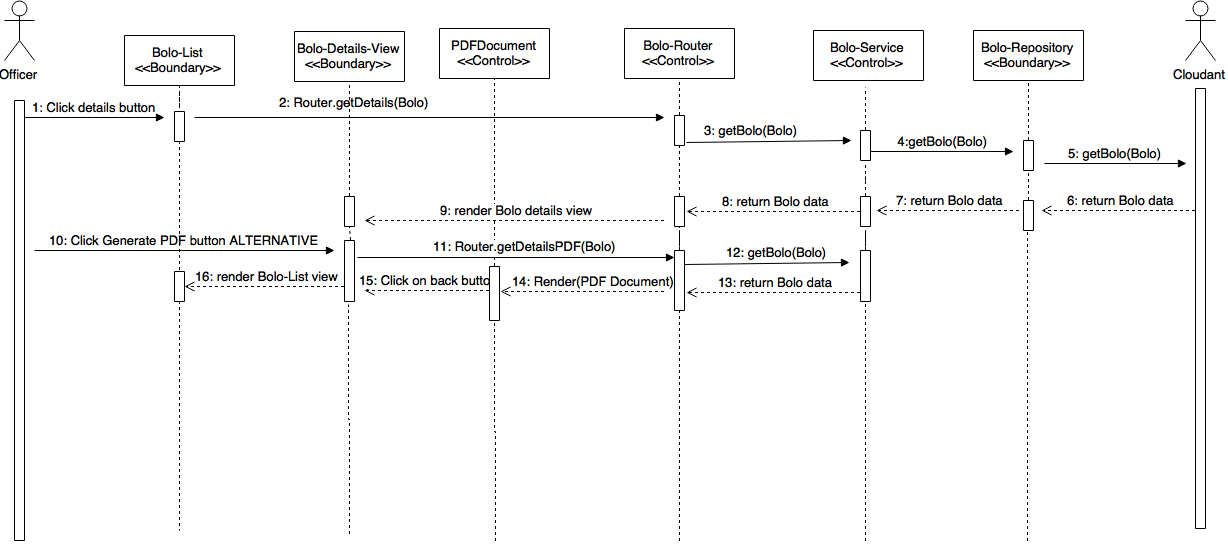 Officer
Bolo-List
<<Boundary>>
Bolo-Details-View
<<Boundary>>
PDFDocument
<<Control>>
Bolo-Router
<<Control>>
Bolo-Service
<<Control>>
Bolo-Repository
<<Boundary>>
Cloudant
1: Click details button
2: Router.getDetails(Bolo)
3: getBolo(Bolo)
4:getBolo(Bolo)
5: getBolo(Bolo)
6: return Bolo data
7: return Bolo data
8: return Bolo data
9: render Bolo details view
10: Click Generate PDF button ALTERNATIVE
11: Router.getDetailsPDF(Bolo)
12: getBolo(Bolo)
13: return Bolo data
14: Render(PDF Document)
15: Click on back butto
16: render Bolo-List view